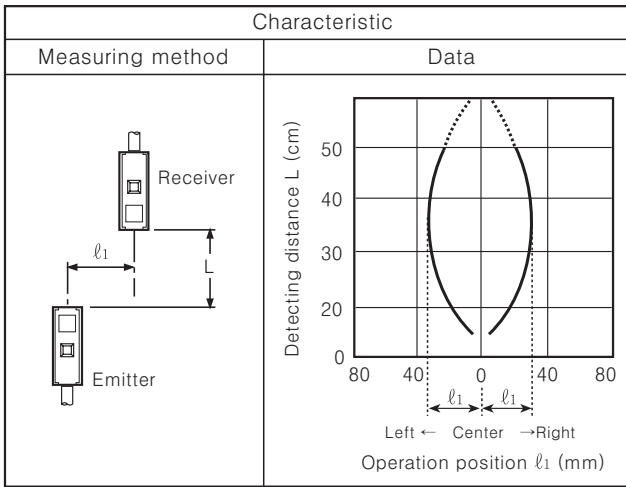 Characteristic
Measuring method
Data
Receiver
ℓ1
L
Emitter
Detecting distance L (cm)
50
40
30
20
0
80 40 0 40 80
ℓ1 ℓ1
Left ← Center →Right
Operation position ℓ1 (mm)